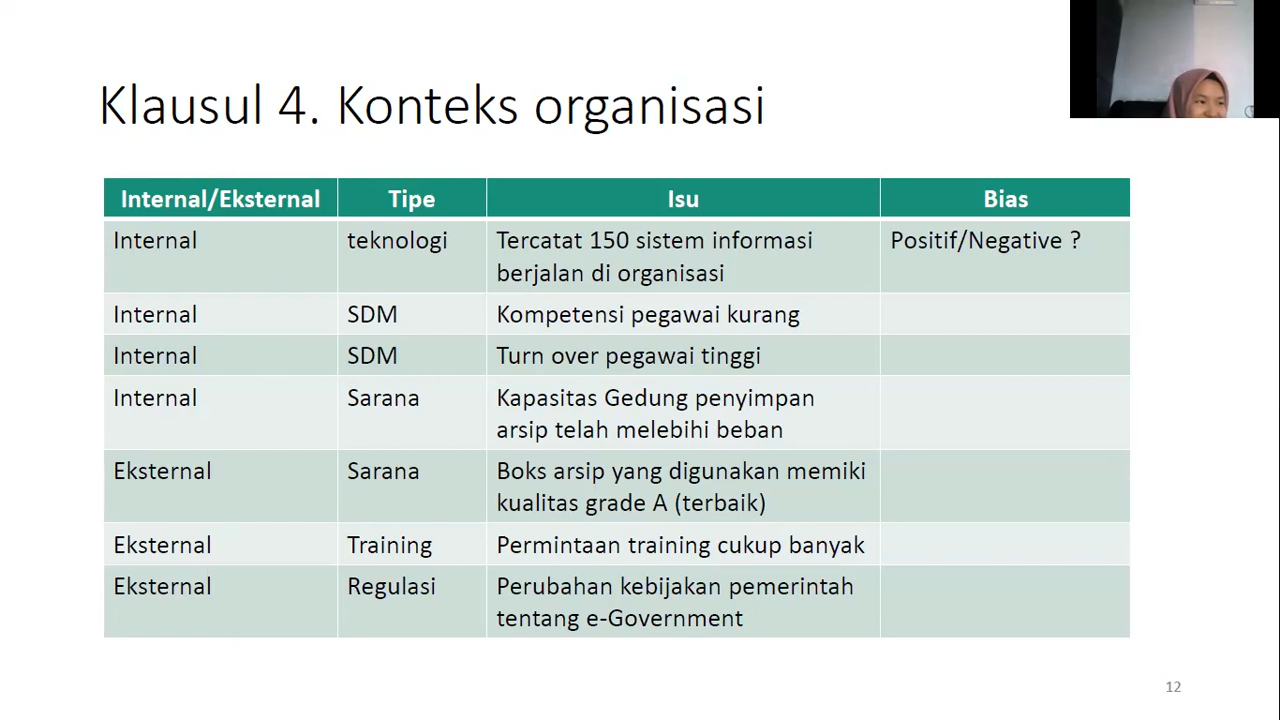 Klausul 4. Konteks organisasi
Internal/Eksternal Tipe Isu Bias
Internal teknologi Tercatat 150 sistem informasi Positif/Negative ?
berjalan di organisasi
Internal SDM Kompetensi pegawai kurang
Internal SDM Turn over pegawai tinggi
Internal Sarana Kapasitas Gedung penyimpan
arsip telah melebihi beban
Eksternal Sarana Boks arsip yang digunakan memiki
kualitas grade A (terbaik)
Eksternal Training Permintaan training cukup banyak
Eksternal Regulasi Perubahan kebijakan pemerintah
tentang e-Government
12